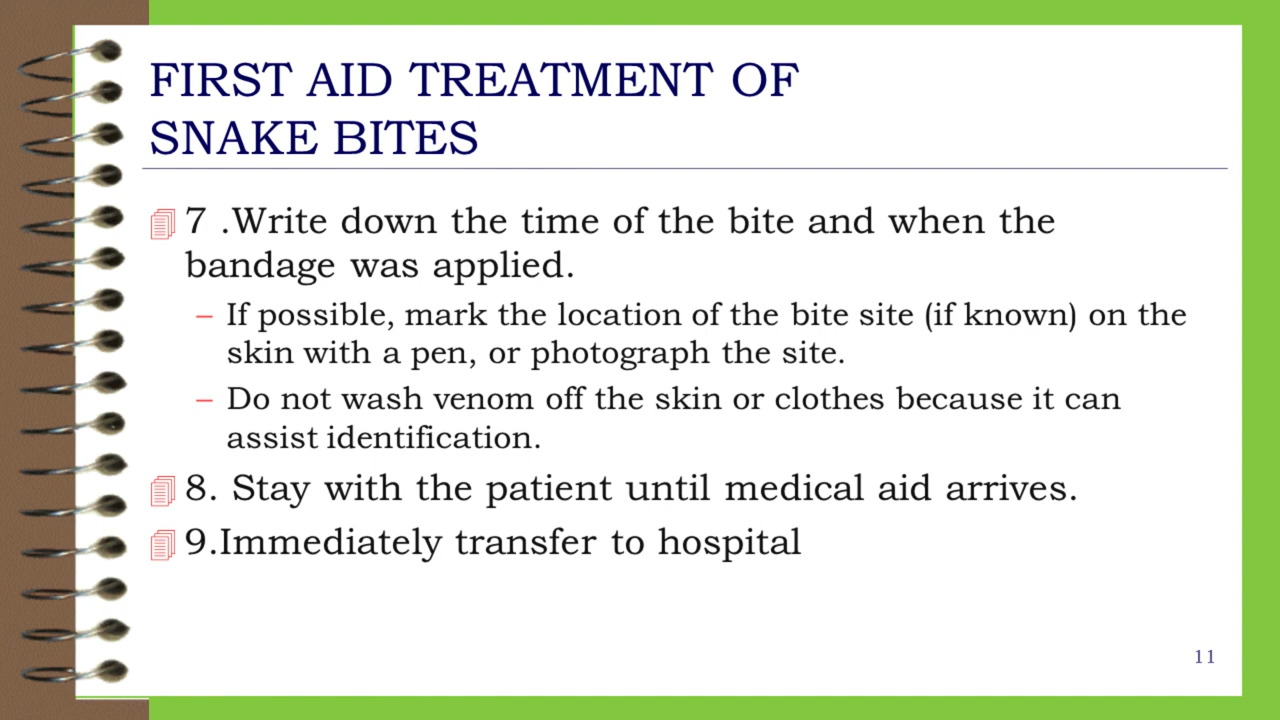 FIRST AID TREATMENT OF
SNAKE BITES
7 .Write down the time of the bite and when the
bandage was applied.
– If possible, mark the location of the bite site (if known) on the
skin with a pen, or photograph the site.
– Do not wash venom off the skin or clothes because it can
assist identification.
8. Stay with the patient until medical aid arrives.
9.Immediately transfer to hospital
11